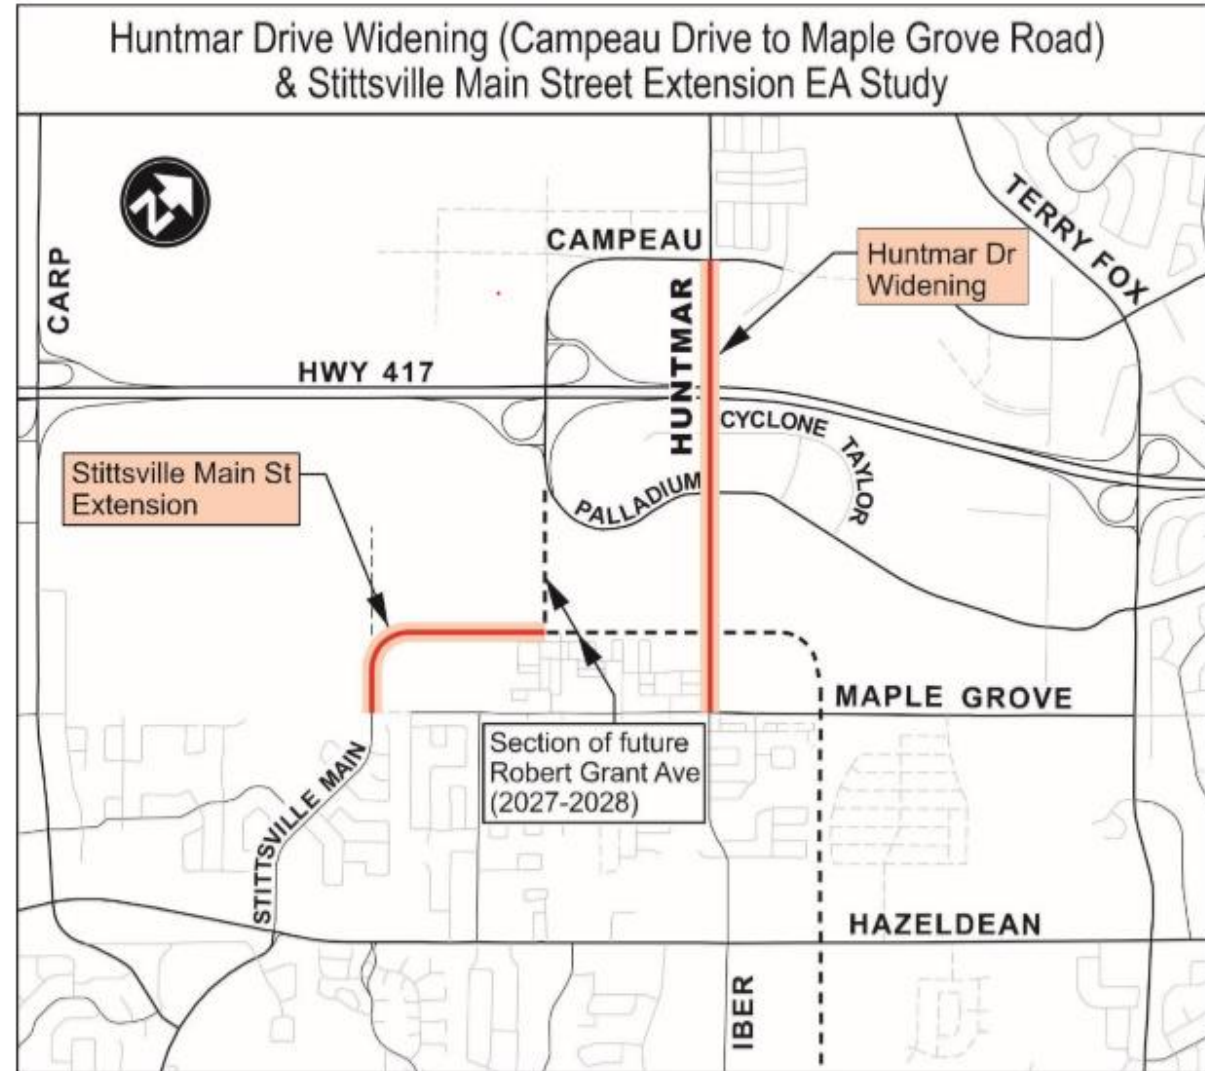 Huntmar Drive Widening (Campeau Drive to Maple Grove Road)
& Stittsville Main Street Extension EA Study
N
CARP
CAMPEAU
HUNTMAR
TERRY FOX
Huntmar Dr
Widening
HWY 417
CYCLONE TAYLOR
PALLADIUM
Stittsville Main St
Extension
MAPLE GROVE
Section of future
Robert Grant Ave
(2027-2028)
STITTSVILLE MAIN
HAZELDEAN
IBER